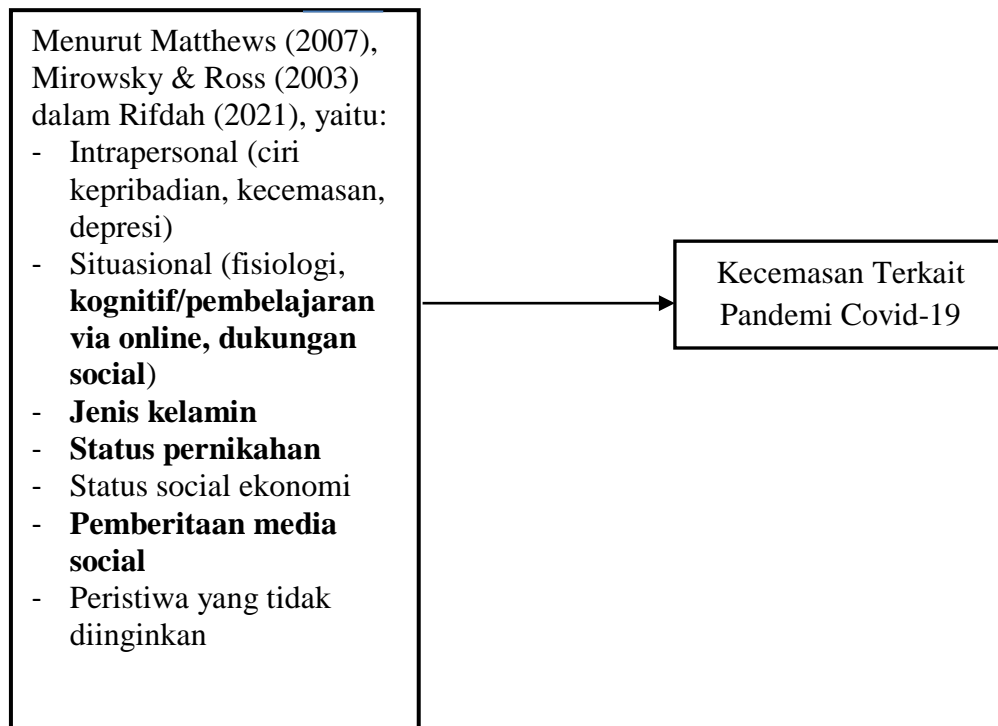 Menurut Matthews (2007),
Mirowsky & Ross (2003)
dalam Rifdah (2021), yaitu:
- Intrapersonal (ciri
kepribadian, kecemasan,
depresi)
- Situasional (fisiologi,
kognitif/pembelajaran
via online, dukungan
social)
- Jenis kelamin
- Status pernikahan
- Status social ekonomi
- Pemberitaan media
social
- Peristiwa yang tidak
diinginkan
Kecemasan Terkait
Pandemi Covid-19